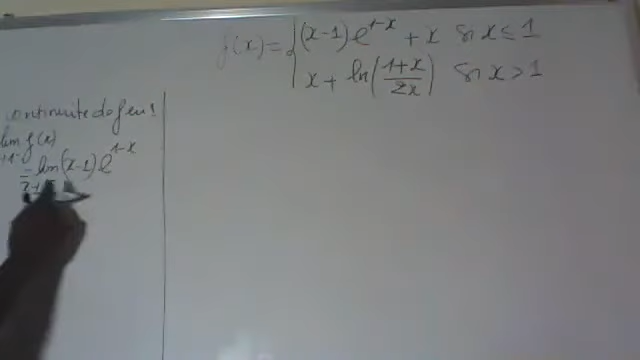 f(x) = { (x-1)e^{1-x} + x si x ≤ 1
x + ln((1+x)/(2x)) si x > 1
continuité de f en 1
lim f(x)
= lim (x-1)e^{1-x}